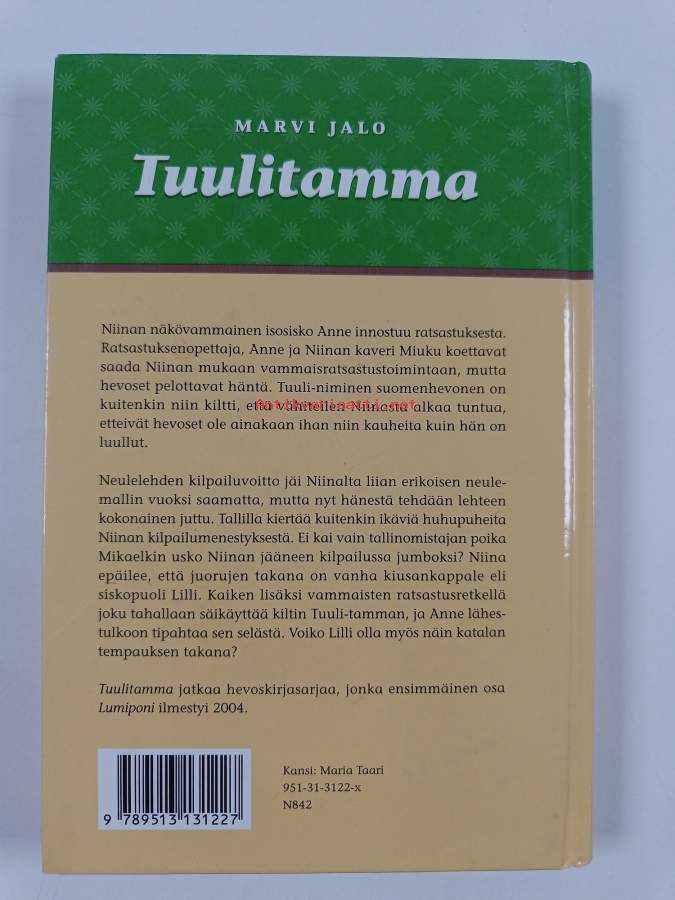 MARVI JALO
Tuulitamma
Niinan näkövammainen isosisko Anne innostuu ratsastuksesta.
Ratsastuksenopettaja, Anne ja Niinan kaveri Miuku koettavat
saada Niinan mukaan vammaisratsastustoimintaan, mutta
hevoset pelottavat häntä. Tuuli-niminen suomenhevonen on
kuitenkin niin kiltti, että vähitellen Niinasta alkaa tuntua,
Antikvariaatti.net
etteivät hevoset ole ainakaan ihan niin kauheita kuin hän on
luullut.
Neulelehden kilpailuvoitto jäi Niinalta liian erikoisen neule-
mallin vuoksi saamatta, mutta nyt hänestä tehdään lehteen
kokonainen juttu. Tallilla kiertää kuitenkin ikäviä huhupuheita
Niinan kilpailumenestyksestä. Ei kai vain tallinomistajan poika
Mikaelkin usko Niinan jääneen kilpailussa jumboksi? Niina
epäilee, että juorujen takana on vanha kiusankappale eli
siskopuoli Lilli. Kaiken lisäksi vammaisten ratsastusretkellä
joku tahallaan säikäyttää kiltin Tuuli-tamman, ja Anne lähes-
tulkoon tipahtaa sen selästä. Voiko Lilli olla myös näin katalan
tempauksen takana?
Tuulitamma jatkaa hevoskirjasarjaa, jonka ensimmäinen osa
Lumiponi ilmestyi 2004.
Kansi: Maria Taari
951-31-3122-x
N842
9 789513 131227